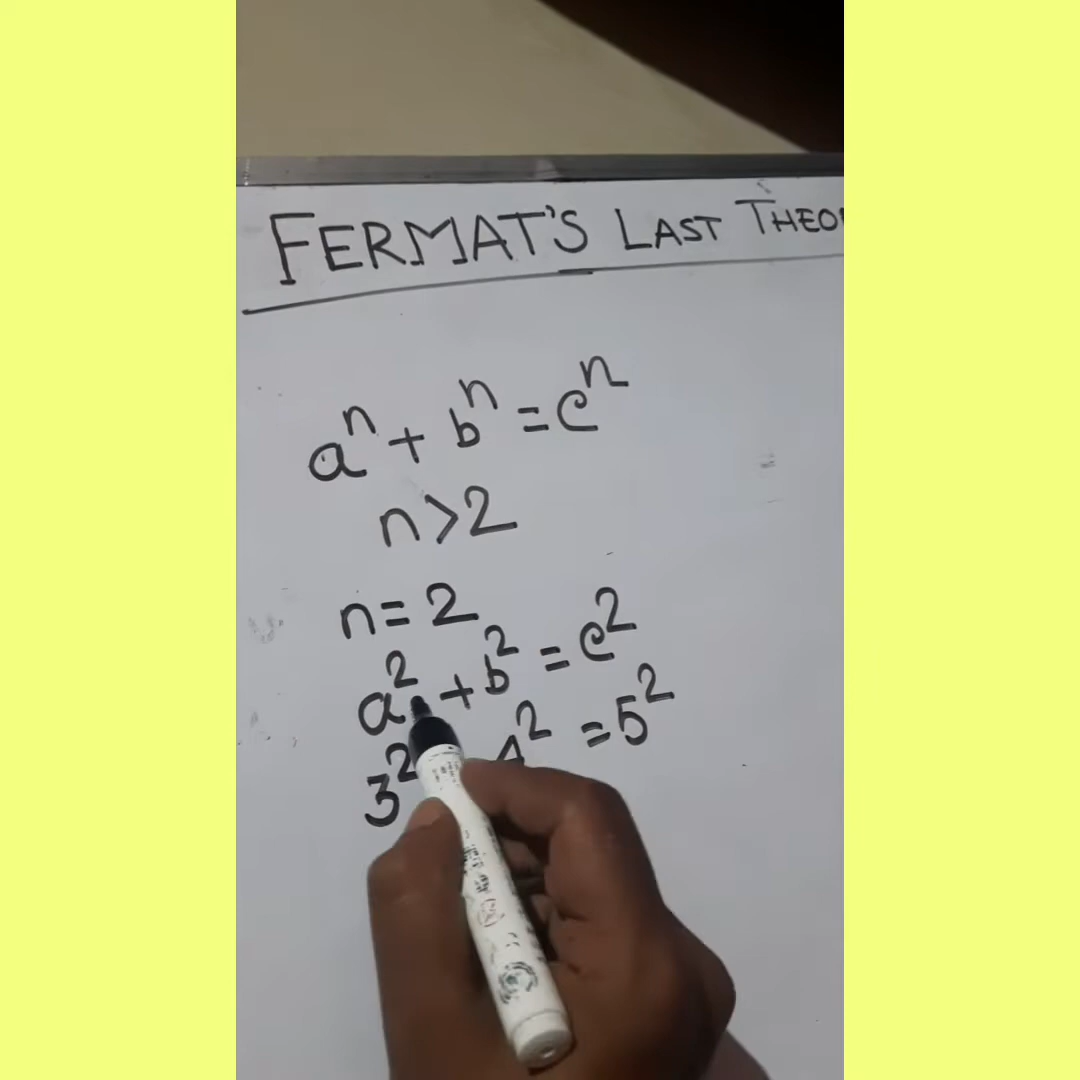 FERMAT'S LAST THEO
aⁿ + bⁿ = cⁿ
n > 2
n = 2
a² + b² = c²
3² 4² = 5²